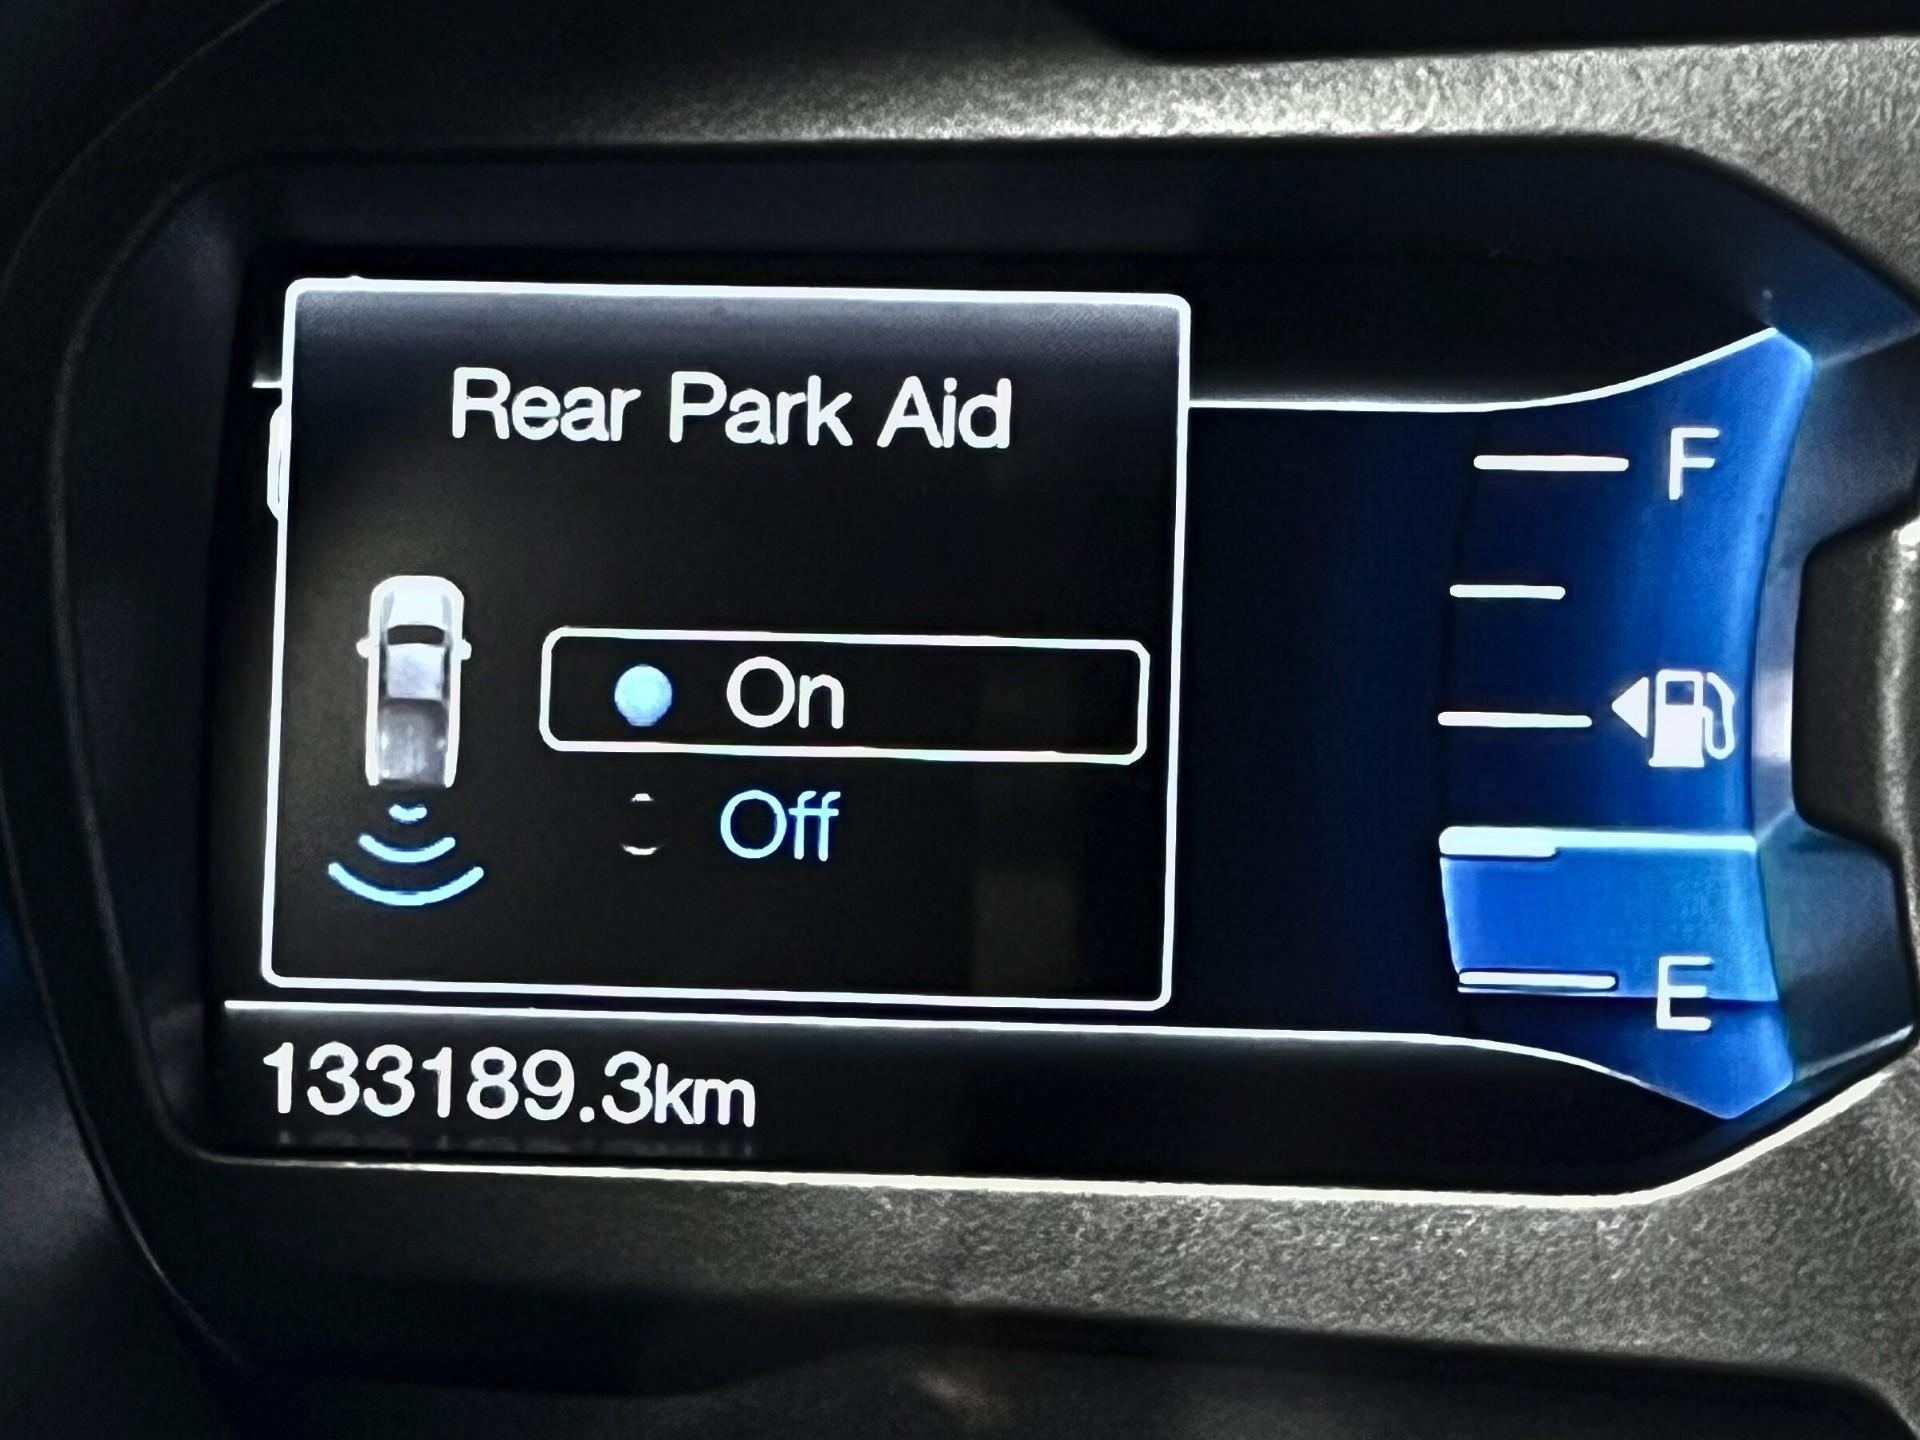 Rear Park Aid
On
Off
F
E
133189.3km